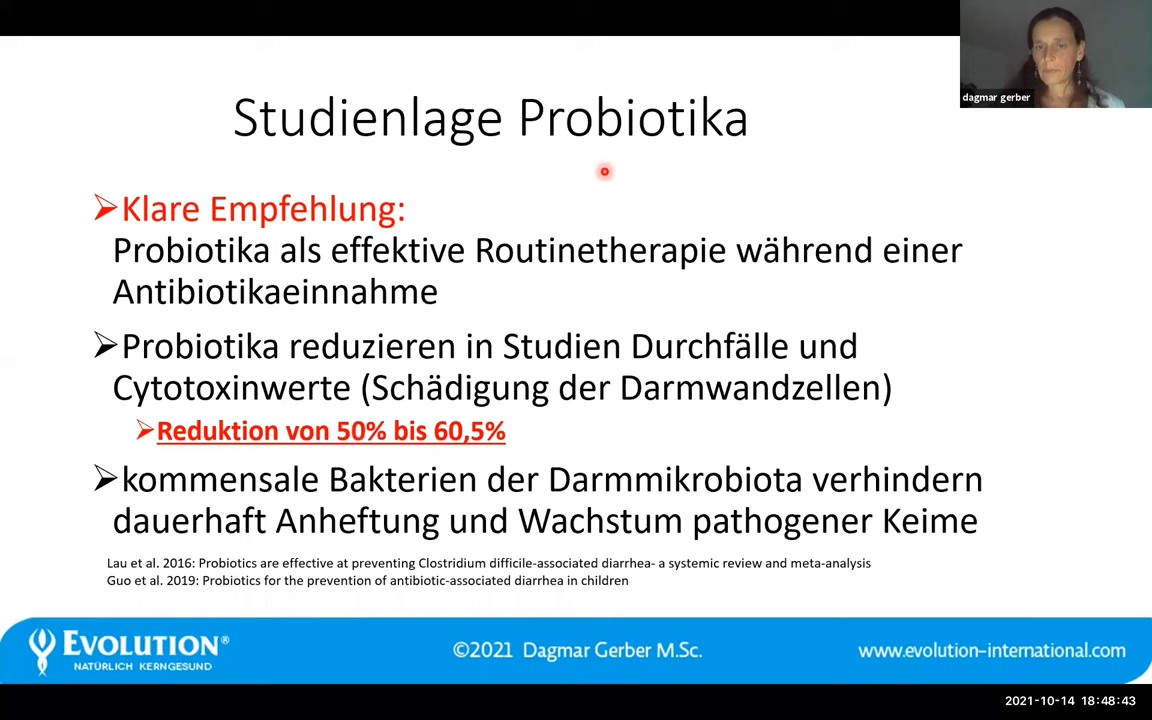 dagmar gerber
Studienlage Probiotika
Klare Empfehlung:
Probiotika als effektive Routinetherapie während einer
Antibiotikaeinnahme
Probiotika reduzieren in Studien Durchfälle und
Cytotoxinwerte (Schädigung der Darmwandzellen)
Reduktion von 50% bis 60,5%
kommensale Bakterien der Darmmikrobiota verhindern
dauerhaft Anheftung und Wachstum pathogener Keime
Lau et al. 2016: Probiotics are effective at preventing Clostridium difficile-associated diarrhea- a systemic review and meta-analysis
Guo et al. 2019: Probiotics for the prevention of antibiotic-associated diarrhea in children
EVOLUTION®
NATÜRLICH KERNGESUND
©2021 Dagmar Gerber M.Sc.
www.evolution-international.com
2021-10-14 18:48:43